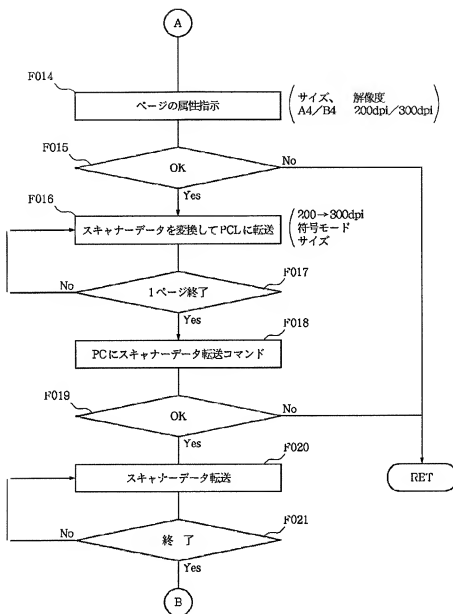 A
F014
ページの属性指示
サイズ、 解像度
A4/B4 200dpi/300dpi
F015
OK
No
Yes
F016
スキャナーデータを変換してPCLに転送
200→300dpi
符号モード
サイズ
F017
No
1ページ終了
Yes
F018
PCにスキャナーデータ転送コマンド
F019
OK
No
Yes
F020
スキャナーデータ転送
RET
F021
No
終 了
Yes
B